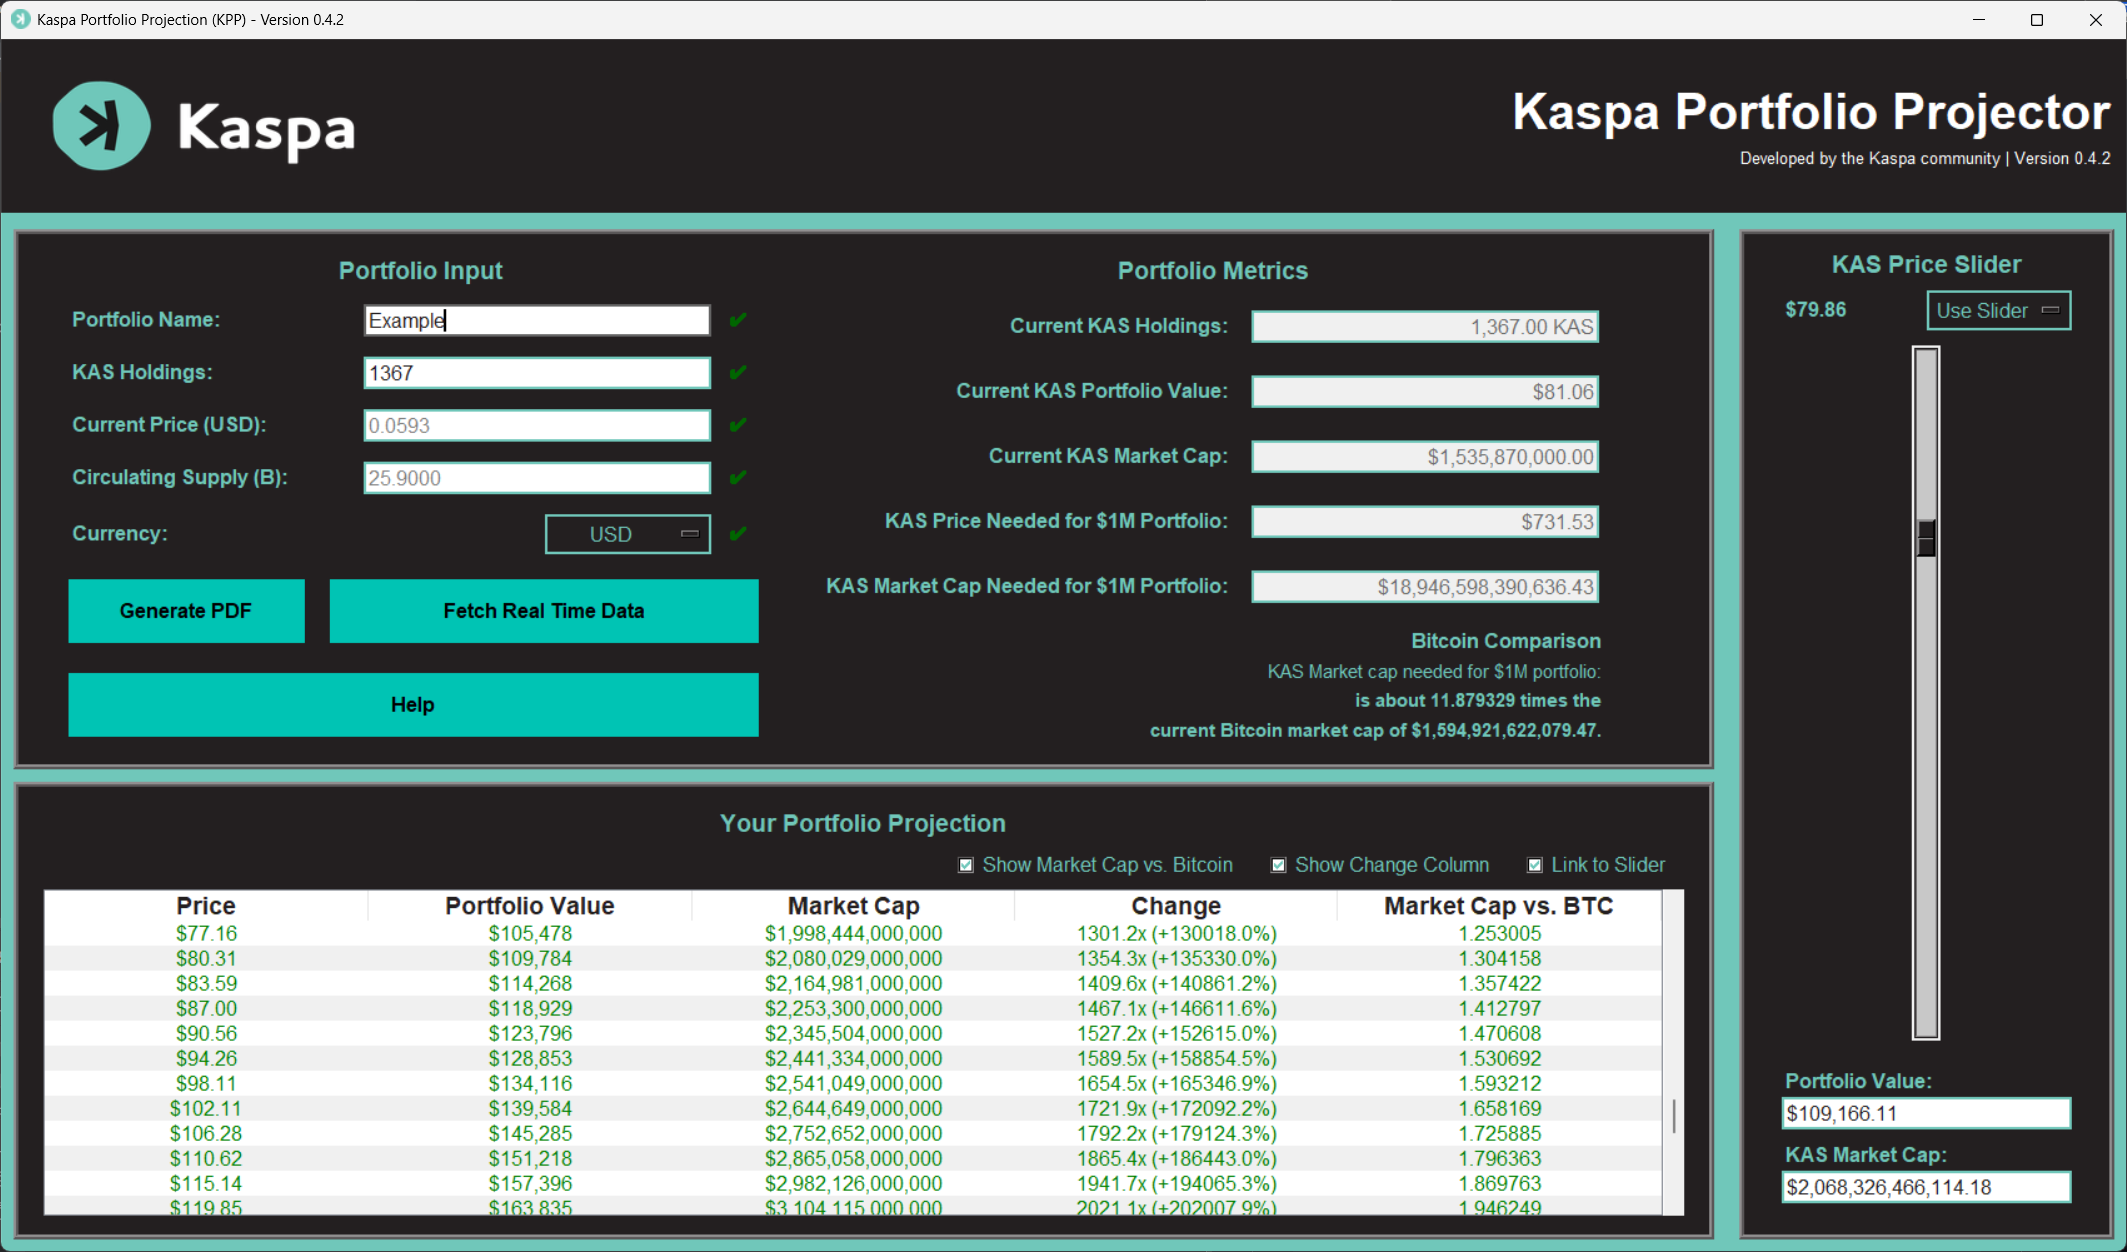 Kaspa Portfolio Projection (KPP) - Version 0.4.2
Kaspa
Kaspa Portfolio Projector
Developed by the Kaspa community | Version 0.4.2
Portfolio Input
Portfolio Name:
Example
KAS Holdings:
1367
Current Price (USD):
0.0593
Circulating Supply (B):
25.9000
Currency:
USD
Generate PDF
Fetch Real Time Data
Help
Portfolio Metrics
Current KAS Holdings:
1,367.00 KAS
Current KAS Portfolio Value:
$81.06
Current KAS Market Cap:
$1,535,870,000.00
KAS Price Needed for $1M Portfolio:
$731.53
KAS Market Cap Needed for $1M Portfolio:
$18,946,598,390,636.43
Bitcoin Comparison
KAS Market cap needed for $1M portfolio:
is about 11.879329 times the
current Bitcoin market cap of $1,594,921,622,079.47.
KAS Price Slider
$79.86
Use Slider
Portfolio Value:
$109,166.11
KAS Market Cap:
$2,068,326,466,114.18
Your Portfolio Projection
Show Market Cap vs. Bitcoin
Show Change Column
Link to Slider
Price Portfolio Value Market Cap Change Market Cap vs. BTC
$77.16 $105,478 $1,998,444,000,000 1301.2x (+130018.0%) 1.253005
$80.31 $109,784 $2,080,029,000,000 1354.3x (+135330.0%) 1.304158
$83.59 $114,268 $2,164,981,000,000 1409.6x (+140861.2%) 1.357422
$87.00 $118,929 $2,253,300,000,000 1467.1x (+146611.6%) 1.412797
$90.56 $123,796 $2,345,504,000,000 1527.2x (+152615.0%) 1.470608
$94.26 $128,853 $2,441,334,000,000 1589.5x (+158854.5%) 1.530692
$98.11 $134,116 $2,541,049,000,000 1654.5x (+165346.9%) 1.593212
$102.11 $139,584 $2,644,649,000,000 1721.9x (+172092.2%) 1.658169
$106.28 $145,285 $2,752,652,000,000 1792.2x (+179124.3%) 1.725885
$110.62 $151,218 $2,865,058,000,000 1865.4x (+186443.0%) 1.796363
$115.14 $157,396 $2,982,126,000,000 1941.7x (+194065.3%) 1.869763
$119.85 $163,835 $3,104,115,000,000 2021.1x (+202007.9%) 1.946249